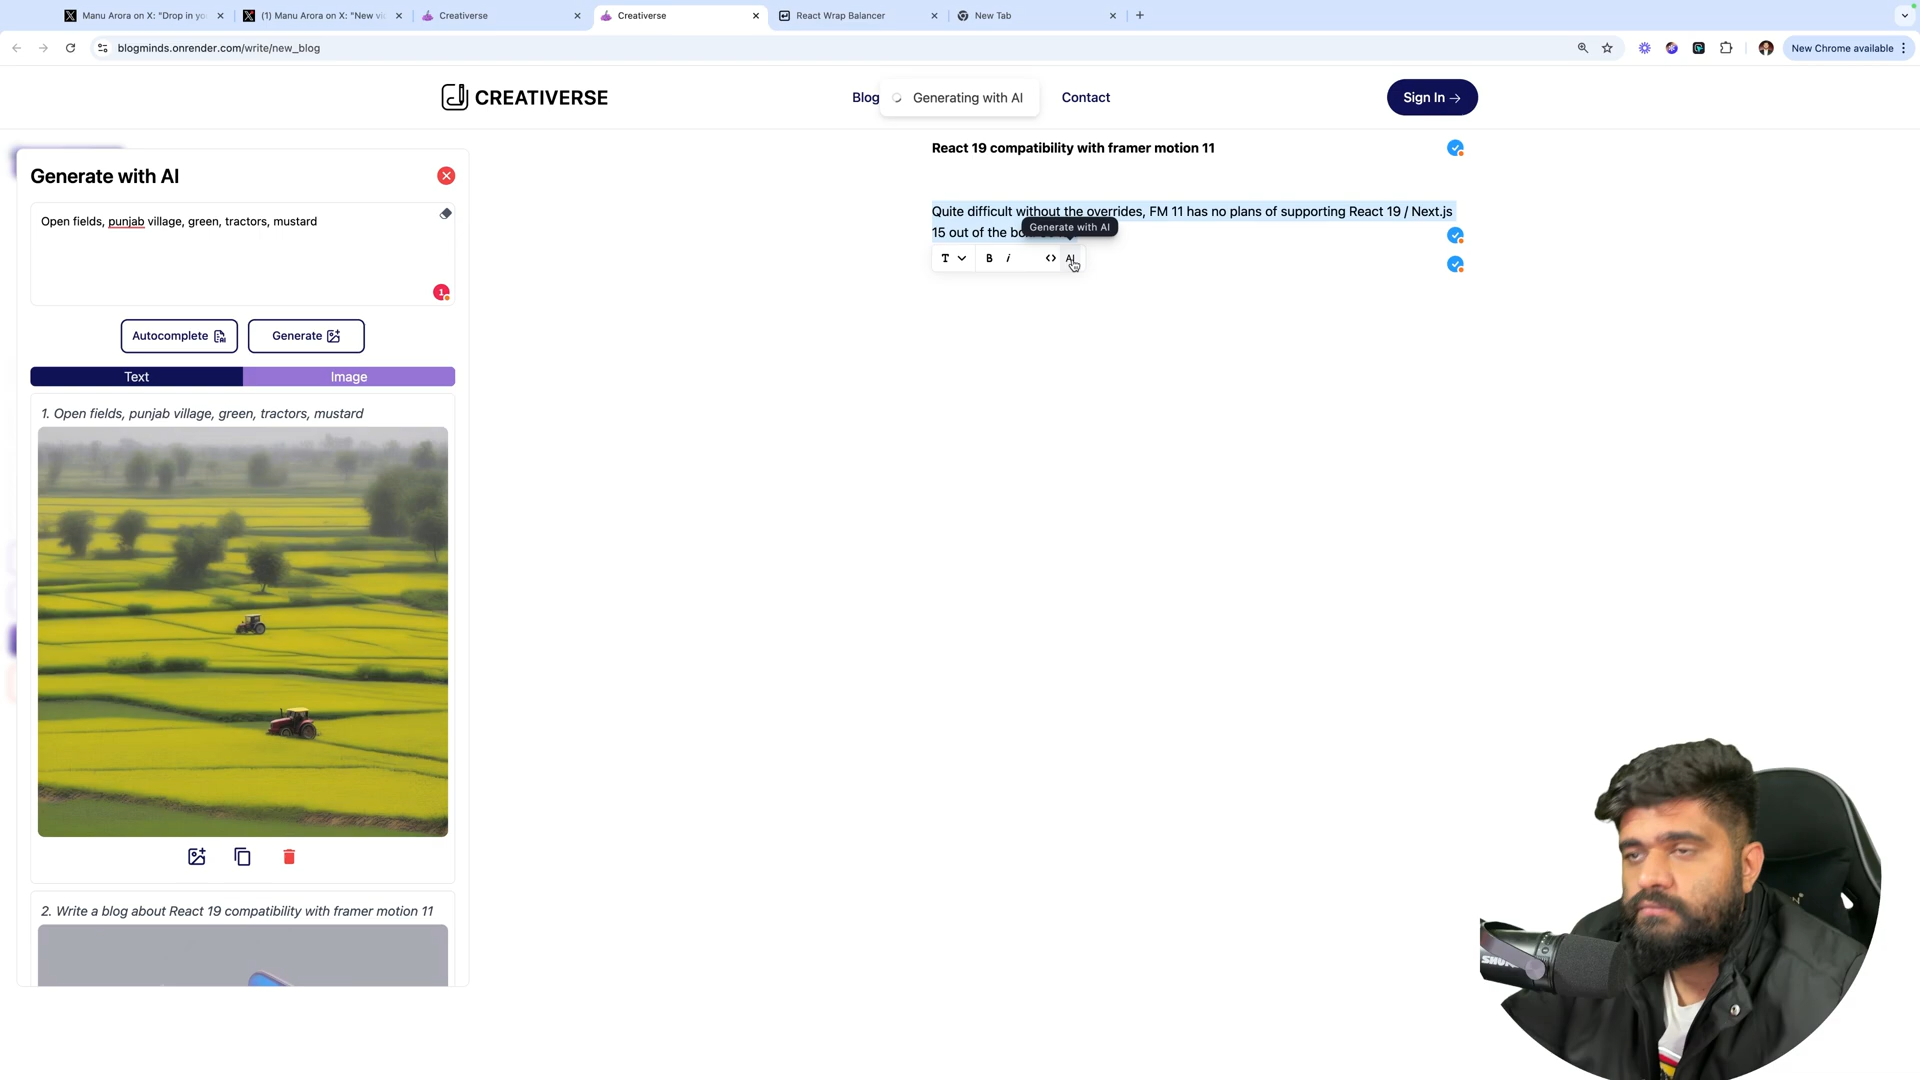 Manu Arora on X: "Drop in yo
(1) Manu Arora on X: "New vi
Creativerse
Creativerse
React Wrap Balancer
New Tab
blogminds.onrender.com/write/new_blog
New Chrome available
CREATIVERSE
Blog
Generating with AI
Contact
Sign In →
Generate with AI
Open fields, punjab village, green, tractors, mustard
1
Autocomplete
Generate
Text
Image
1. Open fields, punjab village, green, tractors, mustard
2. Write a blog about React 19 compatibility with framer motion 11
React 19 compatibility with framer motion 11
Quite difficult without the overrides, FM 11 has no plans of supporting React 19 / Next.js
15 out of the
Generate with AI
T
B
i
<>
AI